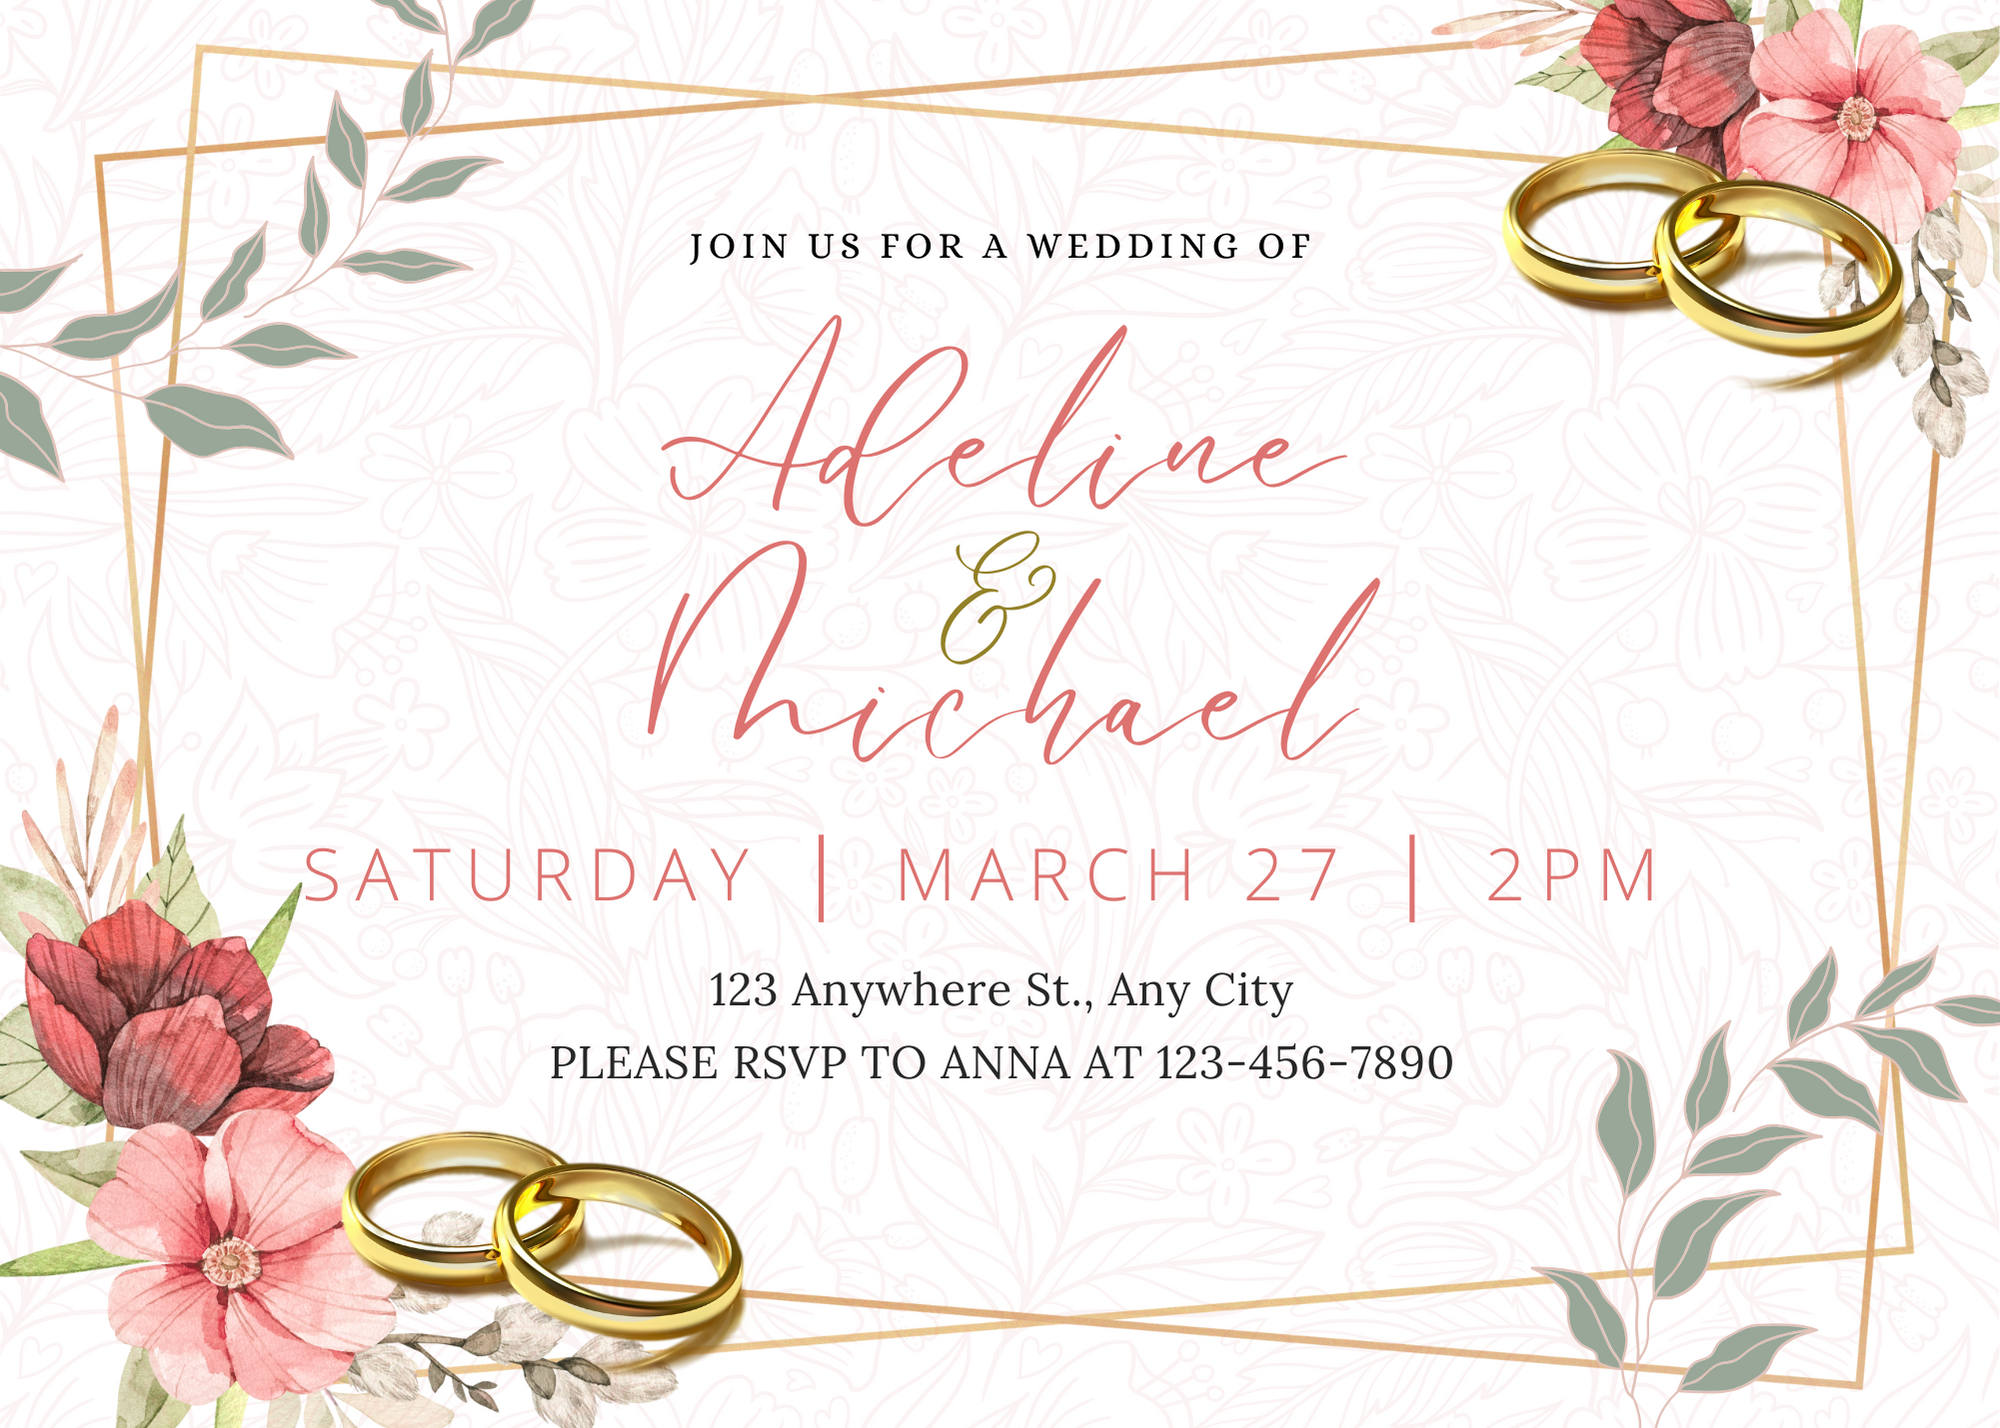 JOIN US FOR A WEDDING OF
Adeline
&
Michael
SATURDAY | MARCH 27 | 2PM
123 Anywhere St., Any City
PLEASE RSVP TO ANNA AT 123-456-7890